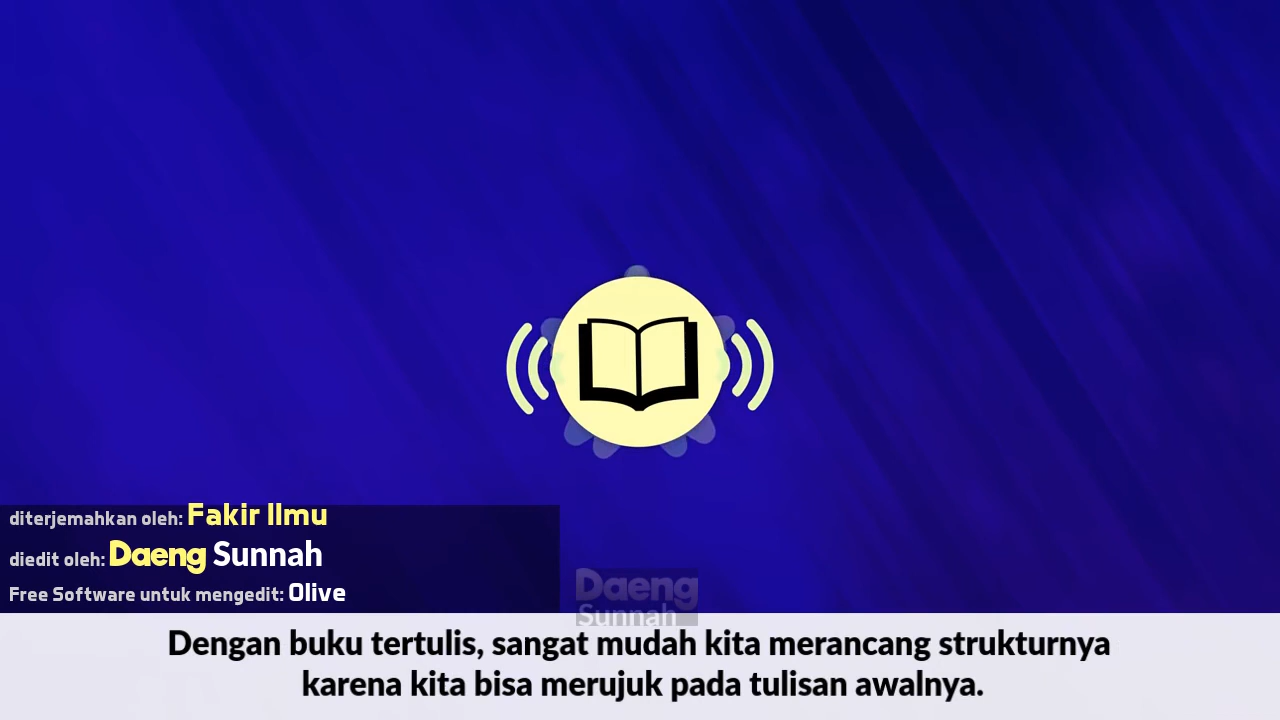 diterjemahkan oleh: Fakir Ilmu
diedit oleh: Daeng Sunnah
Free Software untuk mengedit: Olive
Daeng
Sunnah
Dengan buku tertulis, sangat mudah kita merancang strukturnya
karena kita bisa merujuk pada tulisan awalnya.